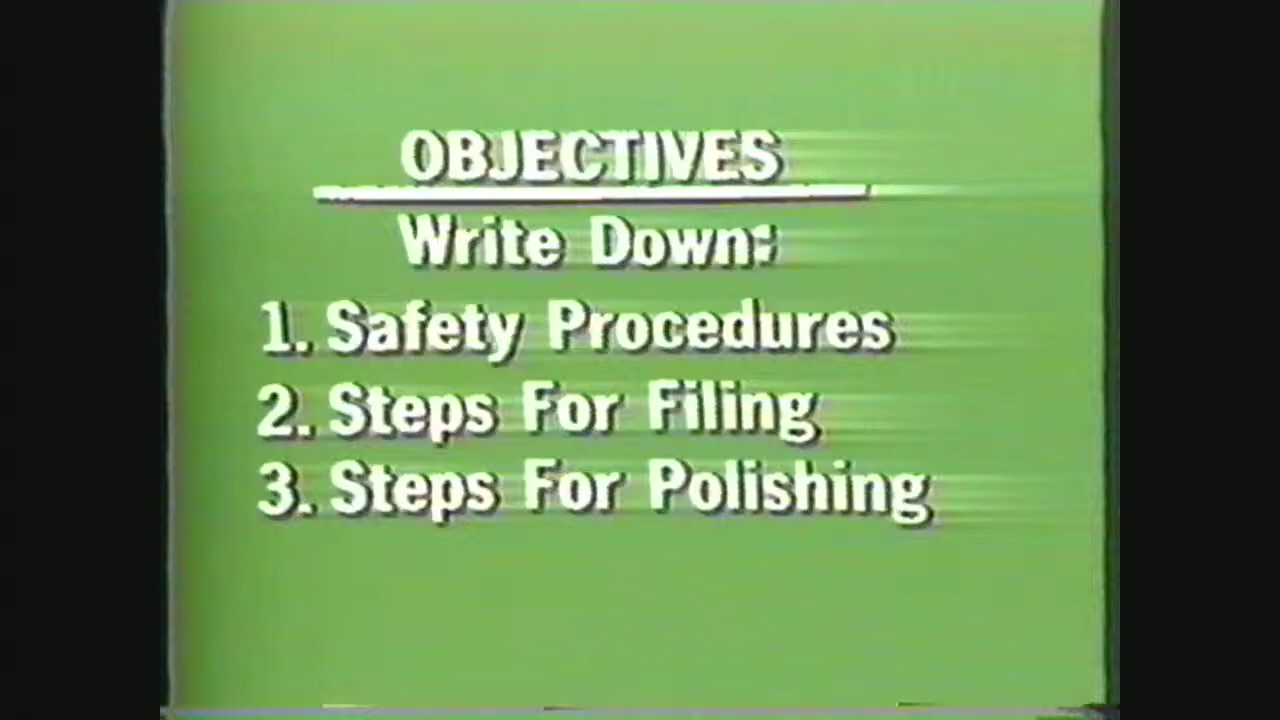 OBJECTIVES
Write Down:
1. Safety Procedures
2. Steps For Filing
3. Steps For Polishing